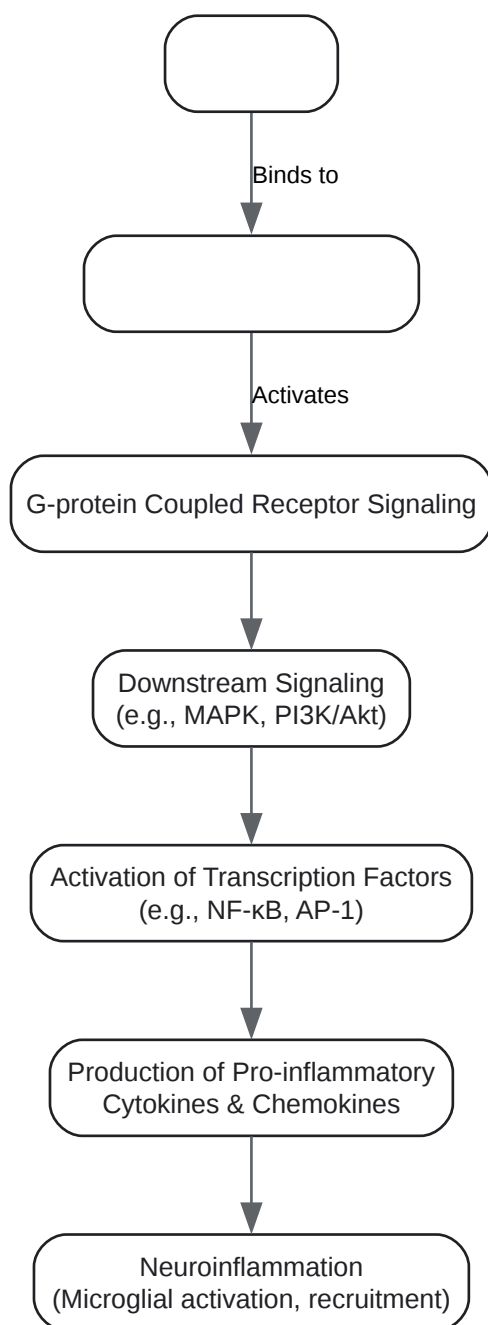 Binds to
Activates
G-protein Coupled Receptor Signaling
Downstream Signaling
(e.g., MAPK, PI3K/Akt)
Activation of Transcription Factors
(e.g., NF-κB, AP-1)
Production of Pro-inflammatory
Cytokines & Chemokines
Neuroinflammation
(Microglial activation, recruitment)